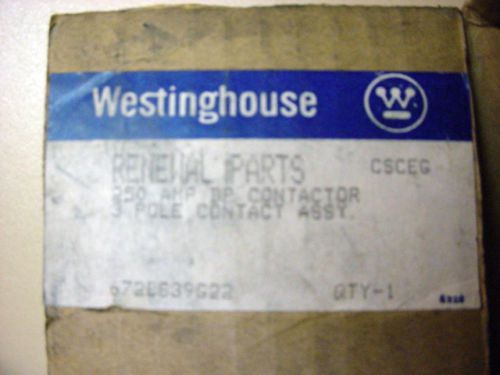 Westinghouse W
RENEWAL PARTS CSCEG
250 AMP DP CONTACTOR
3 POLE CONTACT ASSY.
QTY-1